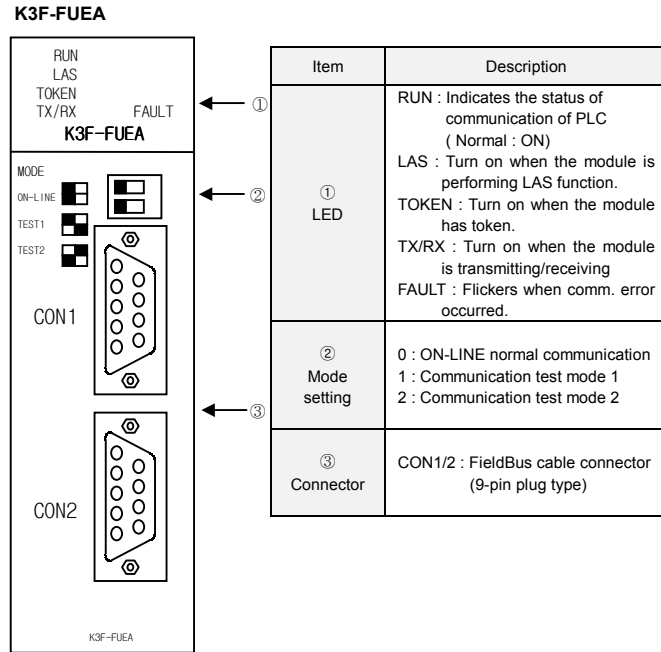 K3F-FUEA
RUN
LAS
TOKEN
TX/RX FAULT
K3F-FUEA
①
MODE
ON-LINE
TEST1
TEST2
②
CON1
③
CON2
K3F-FUEA
Item Description
①
LED
RUN : Indicates the status of
communication of PLC
( Normal : ON)
LAS : Turn on when the module is
performing LAS function.
TOKEN : Turn on when the module
has token.
TX/RX : Turn on when the module
is transmitting/receiving
FAULT : Flickers when comm. error
occurred.
②
Mode
setting
0 : ON-LINE normal communication
1 : Communication test mode 1
2 : Communication test mode 2
③
Connector
CON1/2 : FieldBus cable connector
(9-pin plug type)